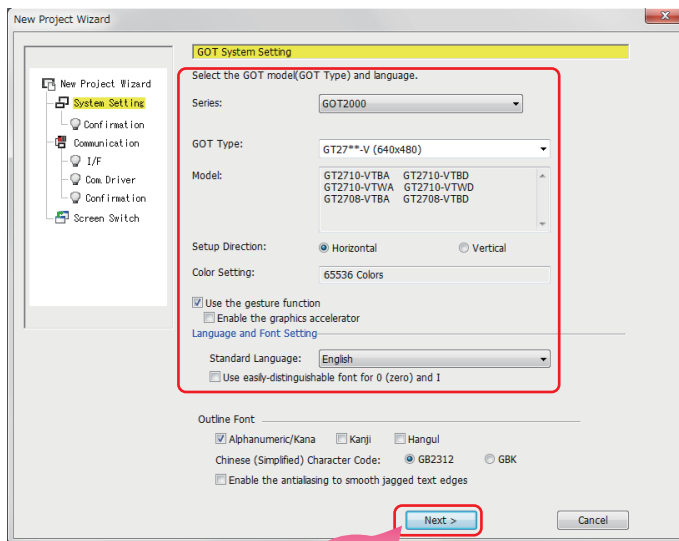 New Project Wizard
GOT System Setting
New Project Wizard
System Setting
Confirmation
Communication
I/F
Com. Driver
Confirmation
Screen Switch
Select the GOT model(GOT Type) and language.
Series: GOT2000
GOT Type: GT27**-V (640x480)
Model: GT2710-VTBA GT2710-VTBD
GT2710-VTWA GT2710-VTWD
GT2708-VTBA GT2708-VTBD
Setup Direction: Horizontal Vertical
Color Setting: 65536 Colors
Use the gesture function
Enable the graphics accelerator
Language and Font Setting
Standard Language: English
Use easily-distinguishable font for 0 (zero) and I
Outline Font
Alphanumeric/Kana Kanji Hangul
Chinese (Simplified) Character Code: GB2312 GBK
Enable the antialiasing to smooth jagged text edges
Next > Cancel